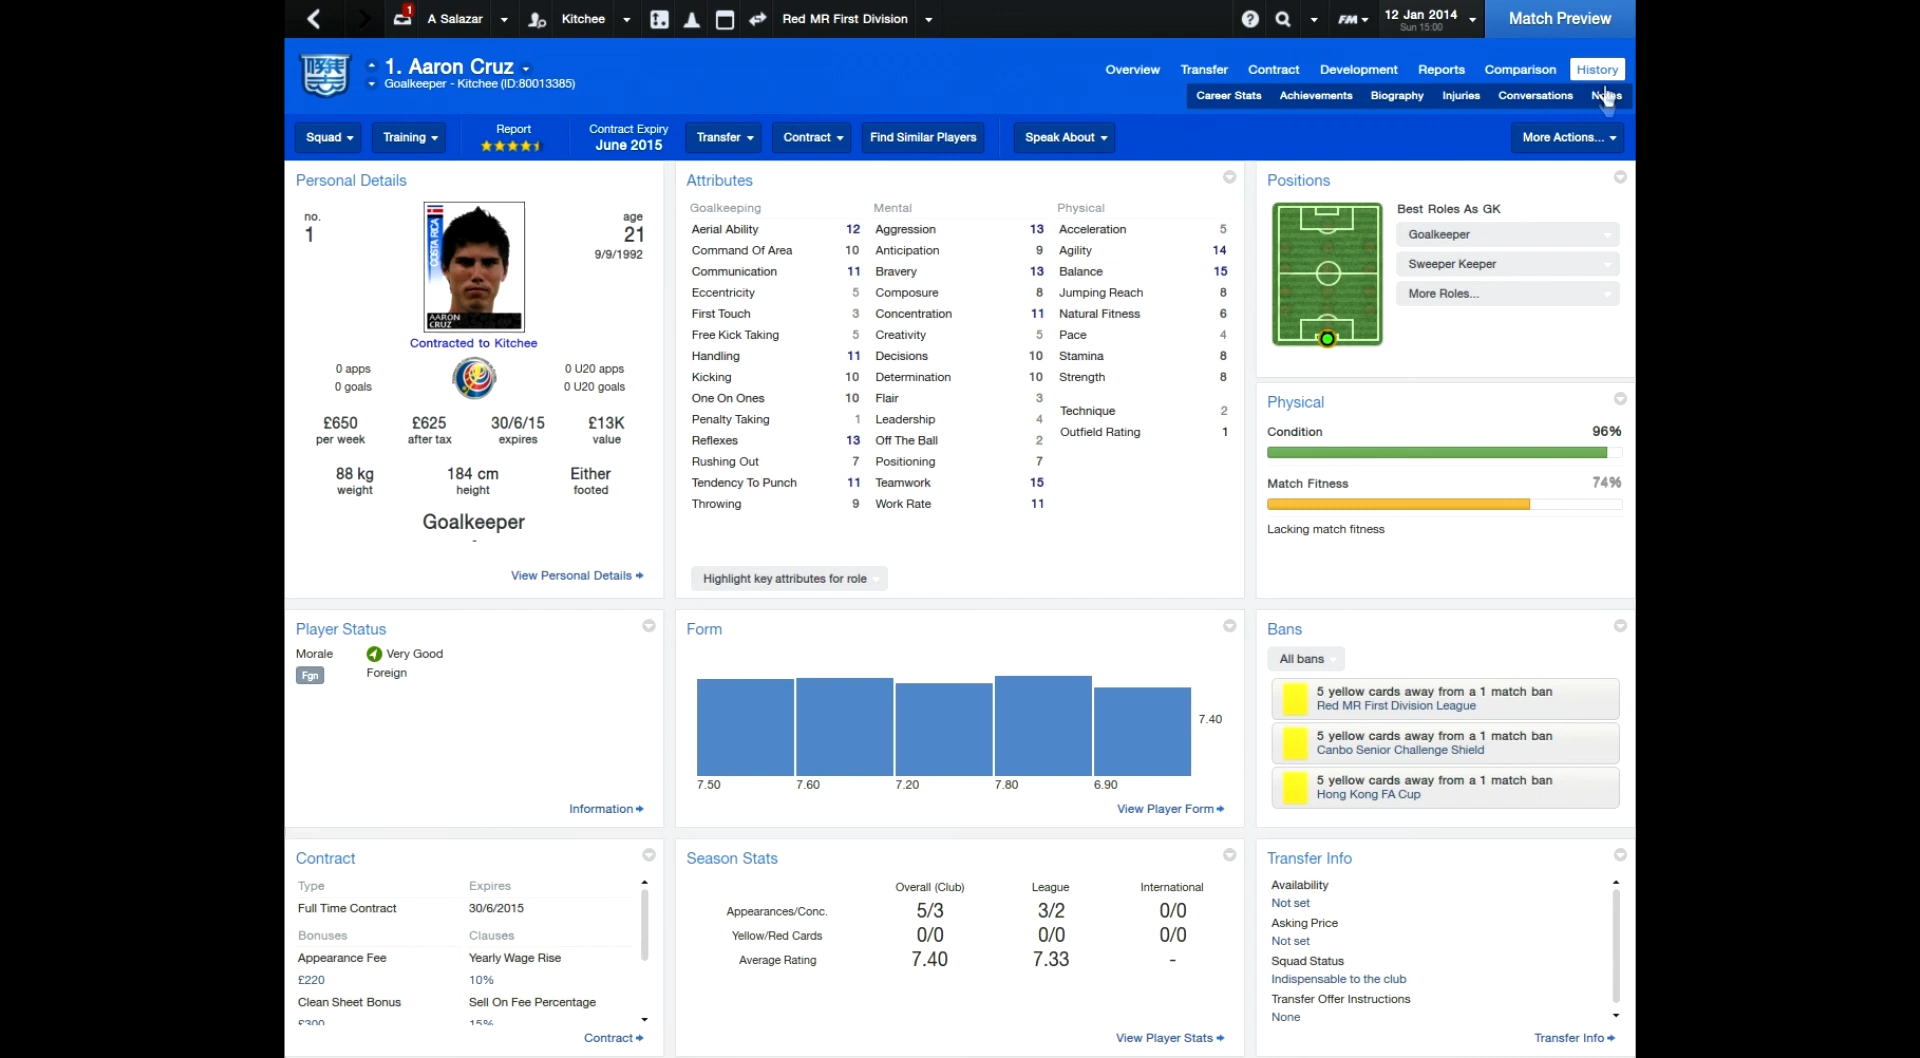 1
A Salazar
Kitchee
Red MR First Division
FM
12 Jan 2014
Sun 15:00
Match Preview
1. Aaron Cruz
Goalkeeper - Kitchee (ID:80013385)
Overview Transfer Contract Development Reports Comparison History
Career Stats Achievements Biography Injuries Conversations Notes
Squad
Training
Report
Contract Expiry
June 2015
Transfer
Contract
Find Similar Players
Speak About
More Actions...
Personal Details
no.
1
COSTA RICA
AARON
CRUZ
age
21
9/9/1992
Contracted to Kitchee
0 apps
0 goals
0 U20 apps
0 U20 goals
£650 £625 30/6/15 £13K
per week after tax expires value
88 kg 184 cm Either
weight height footed
Goalkeeper
-
View Personal Details
Attributes
Goalkeeping Mental Physical
Aerial Ability 12 Aggression 13 Acceleration 5
Command Of Area 10 Anticipation 9 Agility 14
Communication 11 Bravery 13 Balance 15
Eccentricity 5 Composure 8 Jumping Reach 8
First Touch 3 Concentration 11 Natural Fitness 6
Free Kick Taking 5 Creativity 5 Pace 4
Handling 11 Decisions 10 Stamina 8
Kicking 10 Determination 10 Strength 8
One On Ones 10 Flair 3
Penalty Taking 1 Leadership 4 Technique 2
Reflexes 13 Off The Ball 2 Outfield Rating 1
Rushing Out 7 Positioning 7
Tendency To Punch 11 Teamwork 15
Throwing 9 Work Rate 11
Highlight key attributes for role
Positions
Best Roles As GK
Goalkeeper
Sweeper Keeper
More Roles...
Physical
Condition 96%
Match Fitness 74%
Lacking match fitness
Player Status
Morale Very Good
Fgn Foreign
Information
Form
7.40
7.50 7.60 7.20 7.80 6.90
View Player Form
Bans
All bans
5 yellow cards away from a 1 match ban
Red MR First Division League
5 yellow cards away from a 1 match ban
Canbo Senior Challenge Shield
5 yellow cards away from a 1 match ban
Hong Kong FA Cup
Contract
Type Expires
Full Time Contract 30/6/2015
Bonuses Clauses
Appearance Fee Yearly Wage Rise
£220 10%
Clean Sheet Bonus Sell On Fee Percentage
£300 15%
Contract
Season Stats
Overall (Club) League International
Appearances/Conc. 5/3 3/2 0/0
Yellow/Red Cards 0/0 0/0 0/0
Average Rating 7.40 7.33 -
View Player Stats
Transfer Info
Availability
Not set
Asking Price
Not set
Squad Status
Indispensable to the club
Transfer Offer Instructions
None
Transfer Info